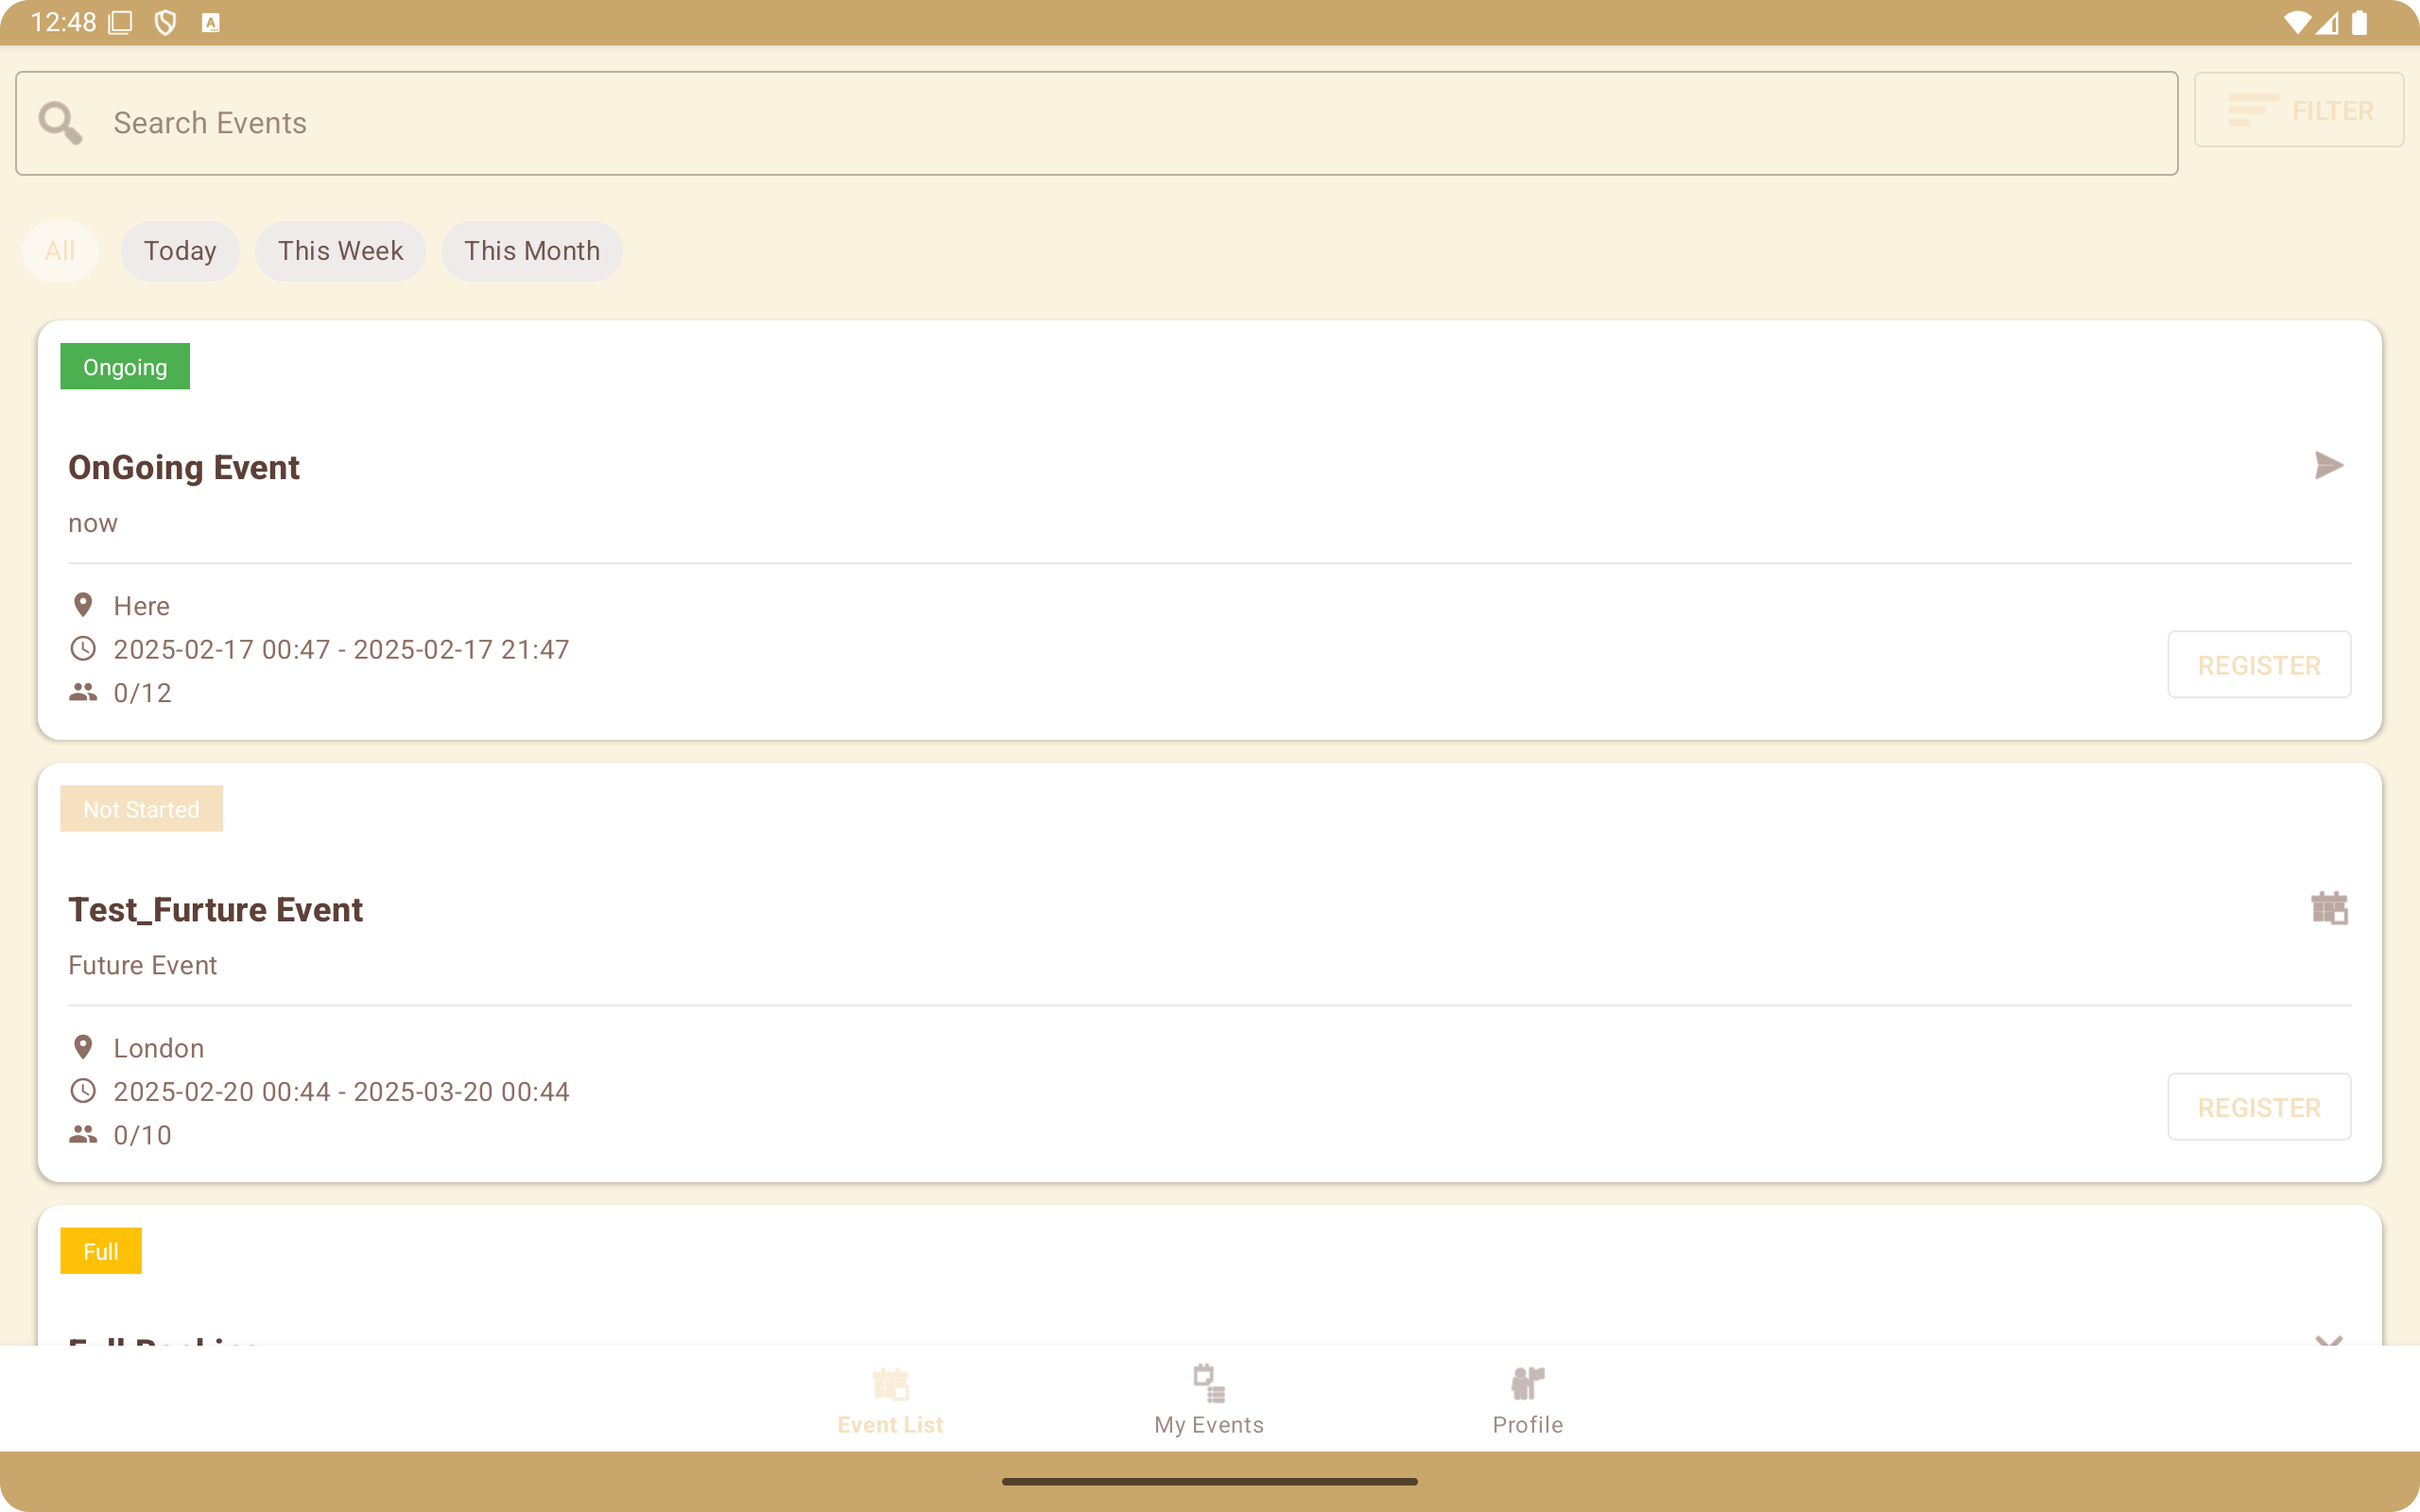 12:48
Search Events
FILTER
All Today This Week This Month
Ongoing
OnGoing Event
now
Here
2025-02-17 00:47 - 2025-02-17 21:47
0/12
REGISTER
Not Started
Test_Furture Event
Future Event
London
2025-02-20 00:44 - 2025-03-20 00:44
0/10
REGISTER
Full
Event List My Events Profile